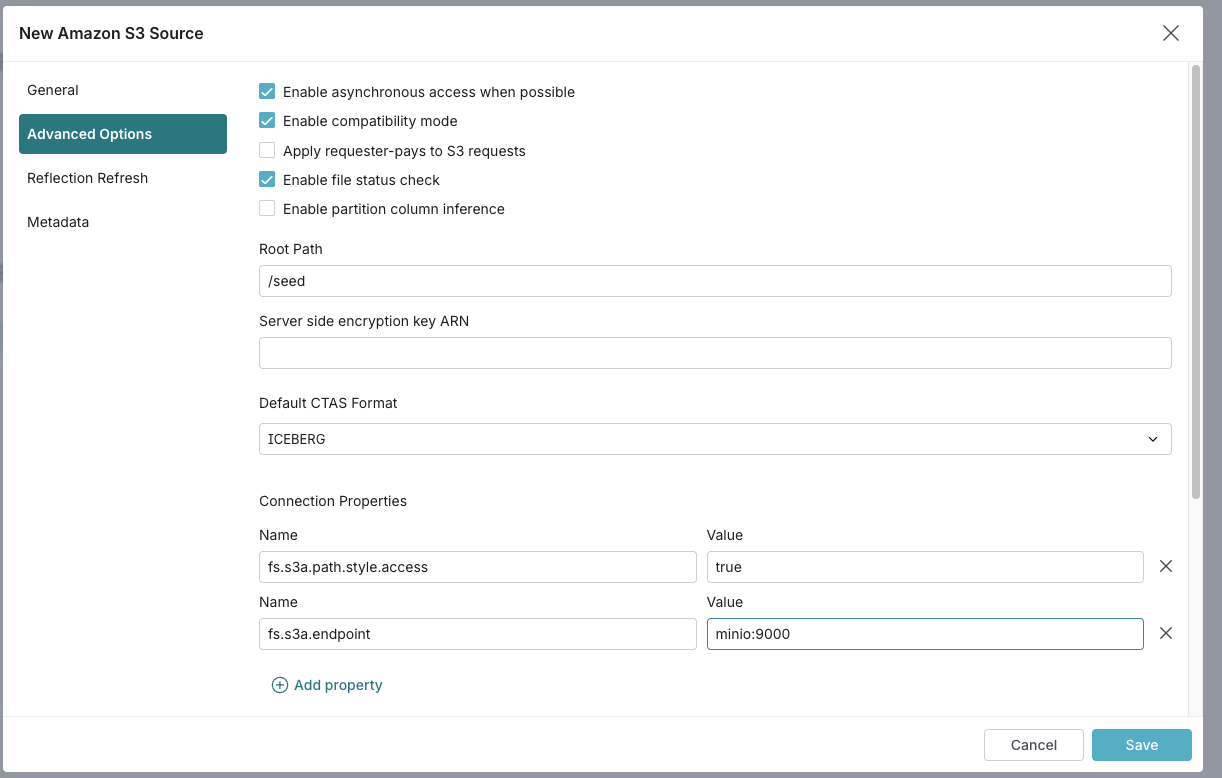 New Amazon S3 Source
General
Advanced Options
Reflection Refresh
Metadata
Enable asynchronous access when possible
Enable compatibility mode
Apply requester-pays to S3 requests
Enable file status check
Enable partition column inference
Root Path
/seed
Server side encryption key ARN
Default CTAS Format
ICEBERG
Connection Properties
Name Value
fs.s3a.path.style.access true
Name Value
fs.s3a.endpoint minio:9000
Add property
Cancel Save